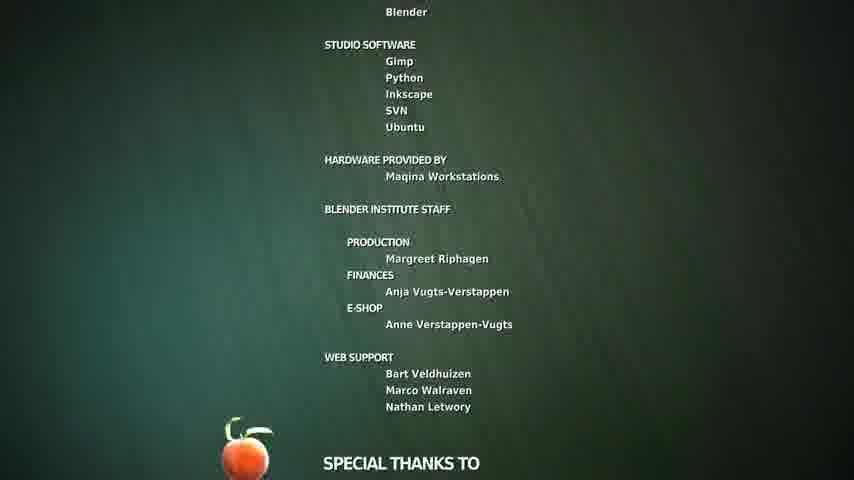 Blender
STUDIO SOFTWARE
Gimp
Python
Inkscape
SVN
Ubuntu
HARDWARE PROVIDED BY
Maqina Workstations
BLENDER INSTITUTE STAFF
PRODUCTION
Margreet Riphagen
FINANCES
Anja Vugts-Verstappen
E-SHOP
Anne Verstappen-Vugts
WEB SUPPORT
Bart Veldhuizen
Marco Walraven
Nathan Letwory
SPECIAL THANKS TO